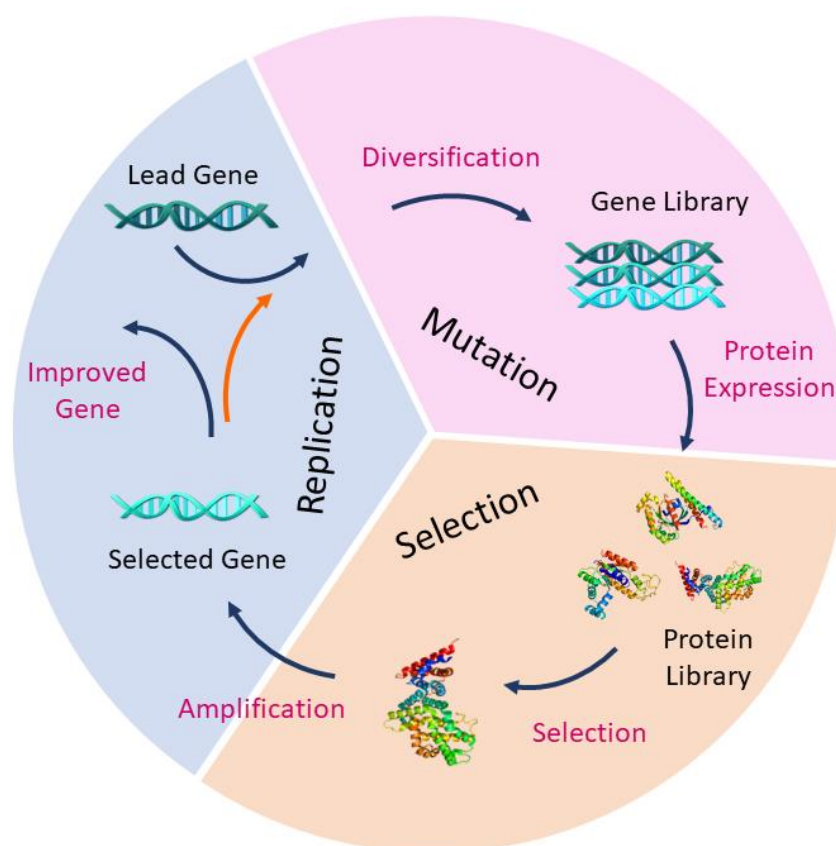 Lead Gene
Diversification
Gene Library
Mutation
Protein
Expression
Improved
Gene
Replication
Selected Gene
Selection
Protein
Library
Selection
Amplification